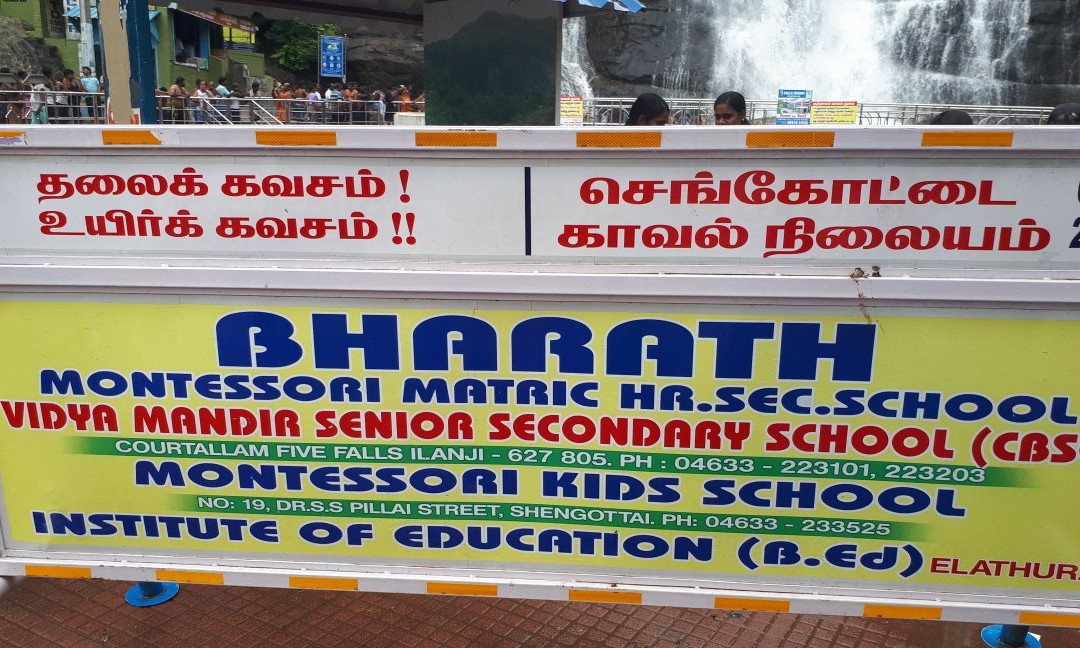 தலைக் கவசம் !
உயிர்க் கவசம் !!
செங்கோட்டை
காவல் நிலையம்
BHARATH
MONTESSORI MATRIC HR.SEC.SCHOOL
VIDYA MANDIR SENIOR SECONDARY SCHOOL (CBS
COURTALLAM FIVE FALLS ILANJI - 627 805. PH : 04633 - 223101, 223203
MONTESSORI KIDS SCHOOL
NO: 19, DR.S.S PILLAI STREET, SHENGOTTAI. PH: 04633 - 233525
INSTITUTE OF EDUCATION (B.Ed) ELATHUR